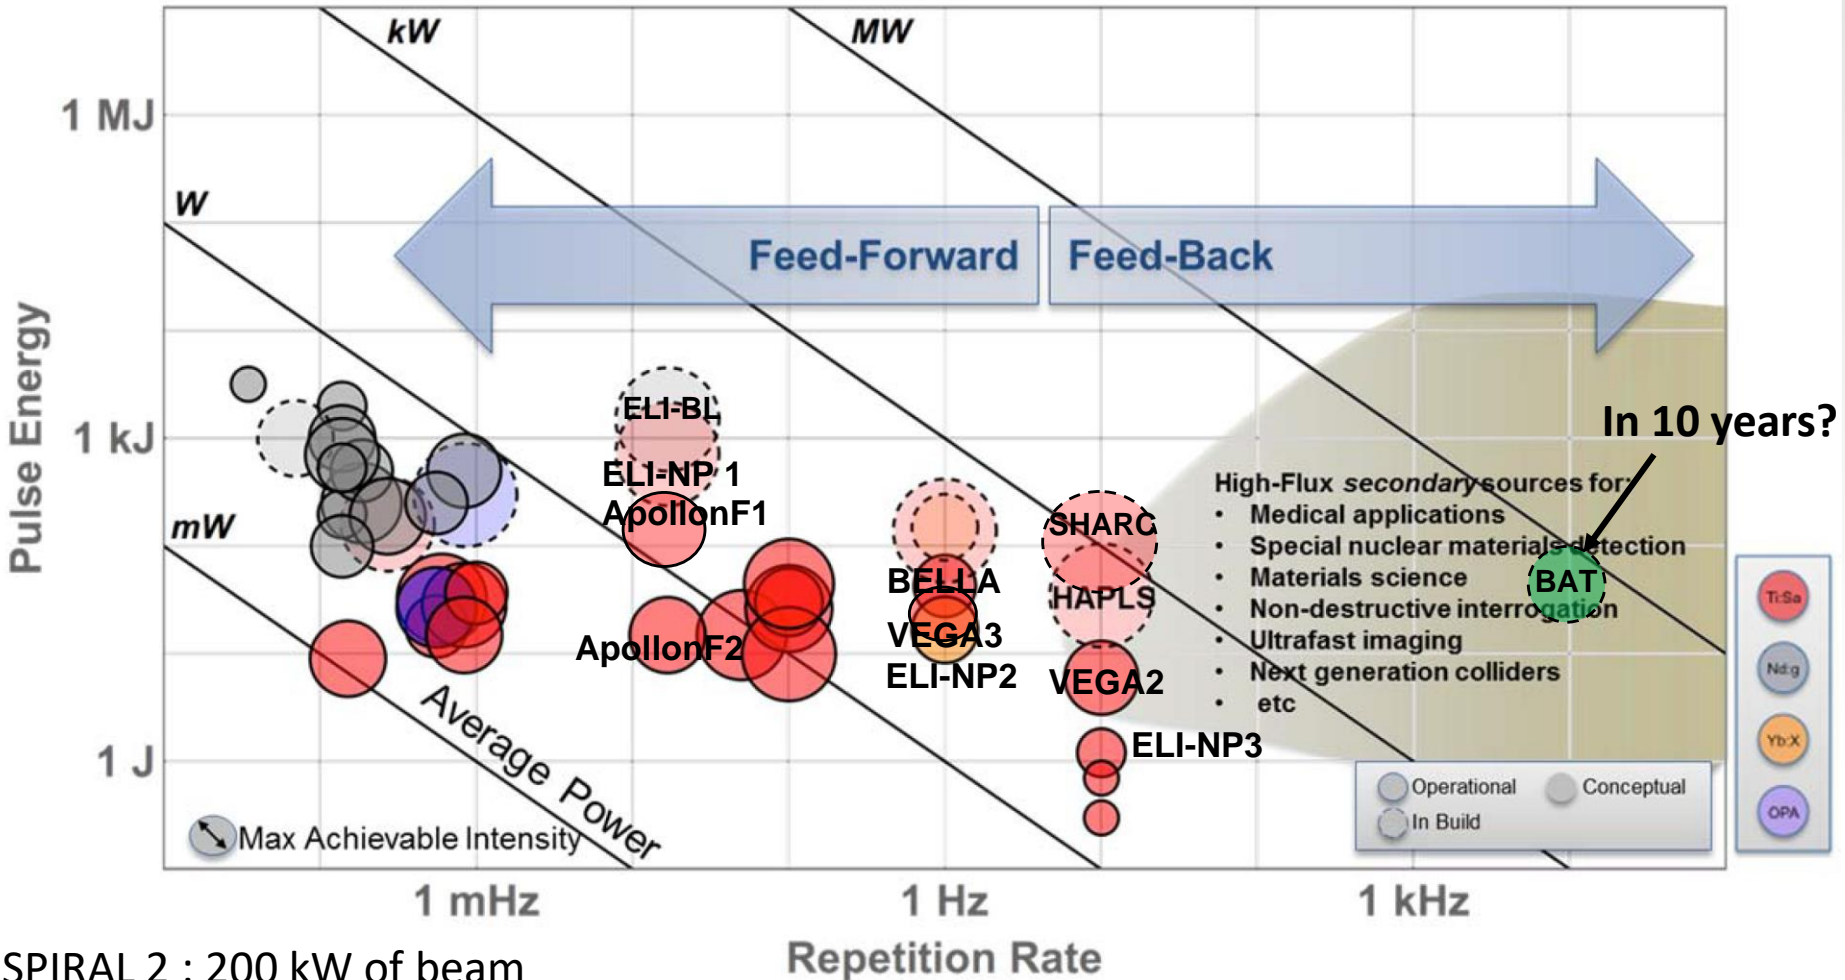 kW
MW
1 MJ
W
Feed-Forward
Feed-Back
Pulse Energy
ELI-BL
1 kJ
In 10 years?
ELI-NP 1
ApollonF1
High-Flux secondary sources for:
• Medical applications
• Special nuclear materials detection
• Materials science
• Non-destructive interrogation
• Ultrafast imaging
• Next generation colliders
• etc
mW
SHARC
BAT
BELLA
HAPLS
Ti:Sa
ApollonF2
VEGA3
ELI-NP2
VEGA2
Nd:g
Average Power
ELI-NP3
Yb:X
1 J
Operational
Conceptual
In Build
OPA
Max Achievable Intensity
1 mHz
1 Hz
1 kHz
Repetition Rate
SPIRAL 2 : 200 kW of beam